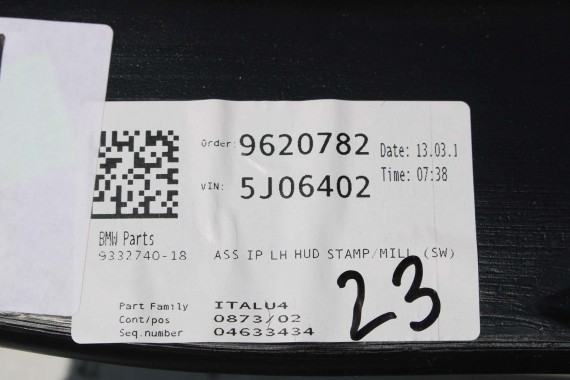 Order: 9620782 Date: 13.03.1
VIN: 5J06402 Time: 07:38
BMW Parts
9332740-18 ASS IP LH HUD STAMP/MILL (SW)
Part Family ITALU4
Cont/pos 0873/02
Seq.number 04633434
23